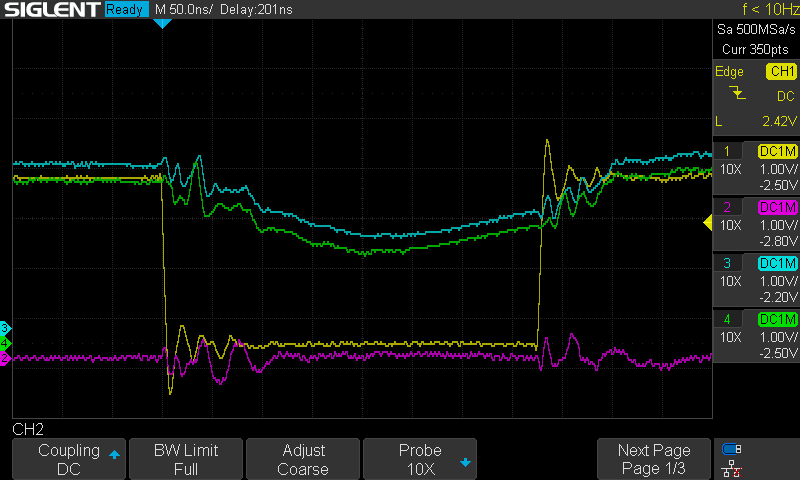 SIGLENT Ready M 50.0ns/ Delay:201ns f < 10Hz
Sa 500MSa/s
Curr 350pts
Edge CH1
DC
L 2.42V
1 DC1M
10X 1.00V/
-2.50V
2 DC1M
10X 1.00V/
-2.80V
3 DC1M
10X 1.00V/
-2.20V
4 DC1M
10X 1.00V/
-2.50V
3
4
2
CH2
Coupling
DC
BW Limit
Full
Adjust
Coarse
Probe
10X
Next Page
Page 1/3